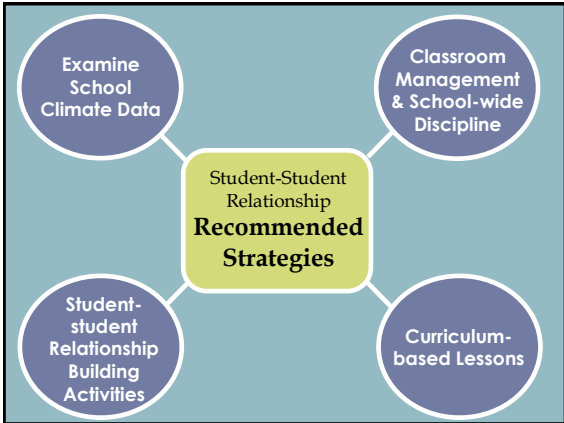 Examine
School
Climate Data
Classroom
Management
& School-wide
Discipline
Student-Student
Relationship
Recommended
Strategies
Student-
student
Relationship
Building
Activities
Curriculum-
based Lessons